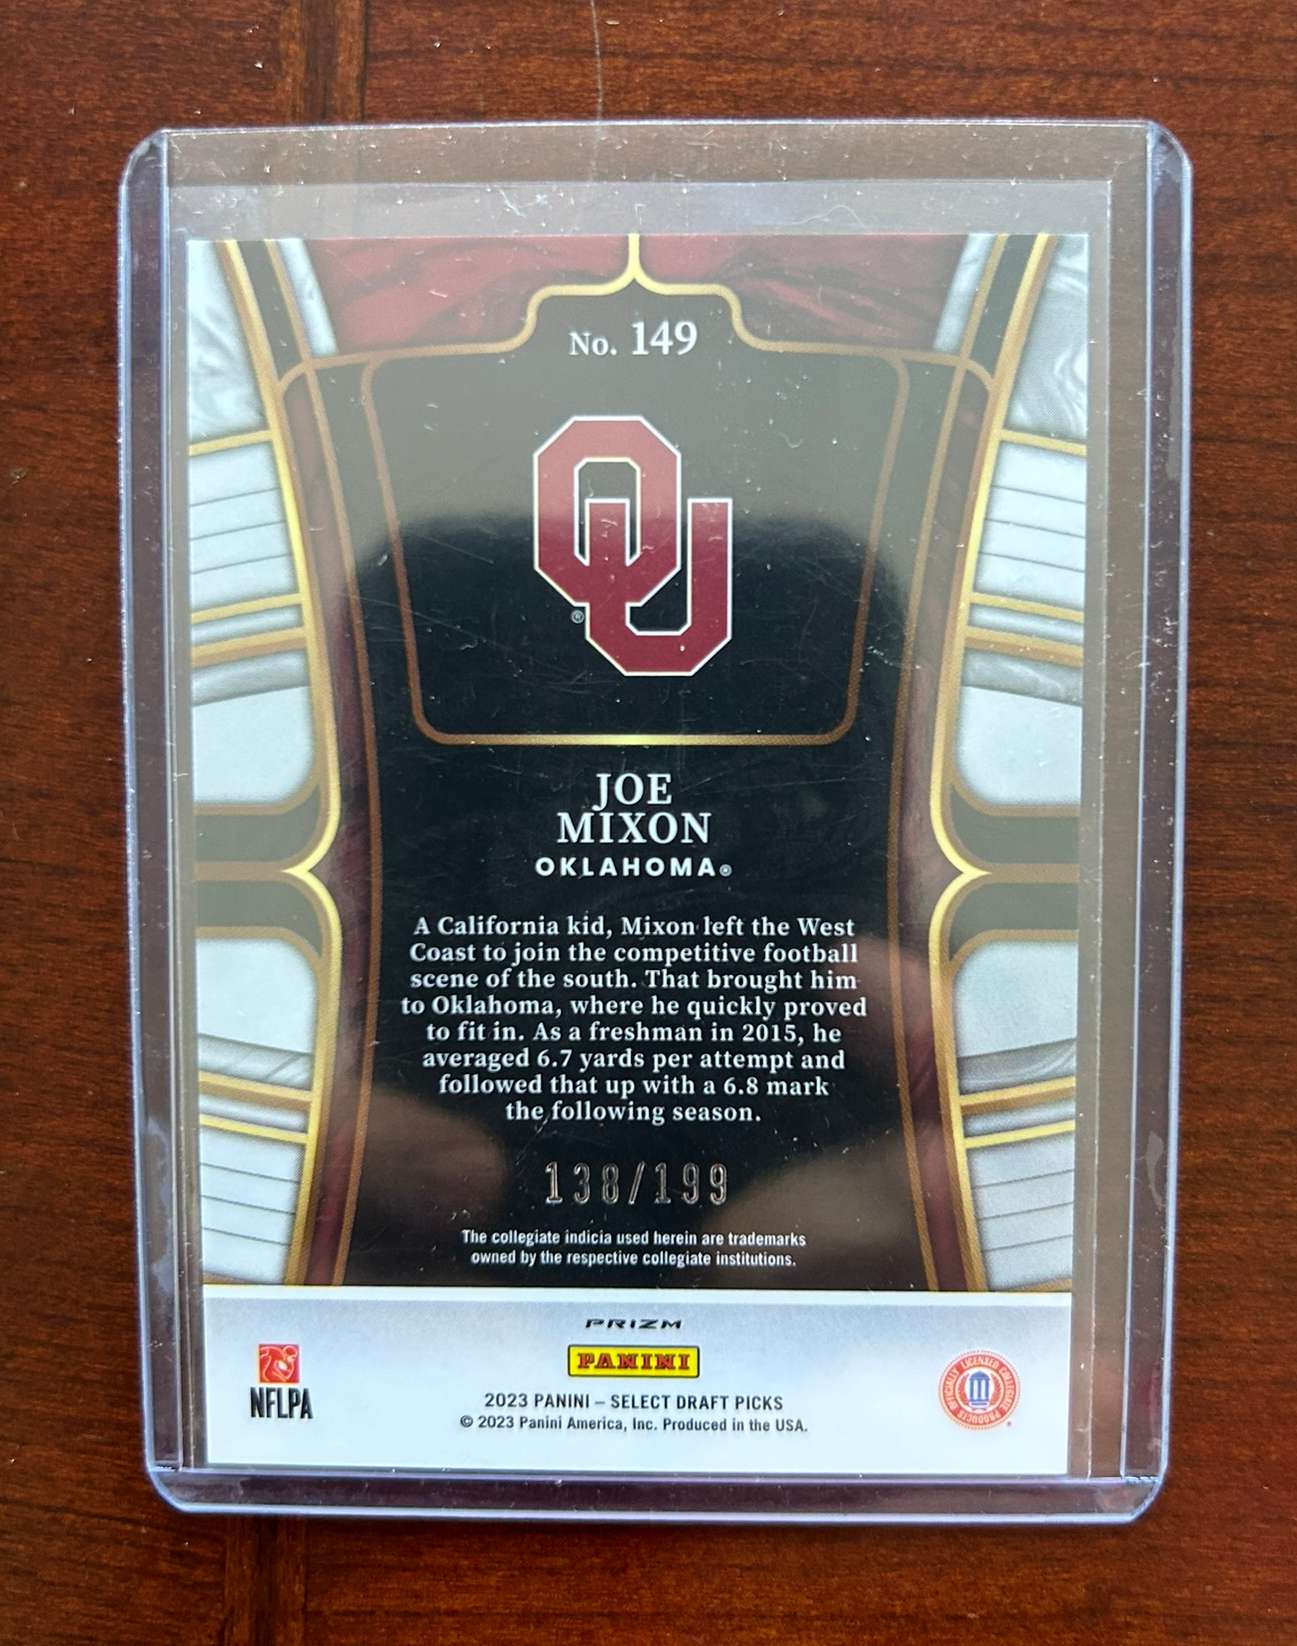 No. 149
OU
®
JOE
MIXON
OKLAHOMA®
A California kid, Mixon left the West
Coast to join the competitive football
scene of the south. That brought him
to Oklahoma, where he quickly proved
to fit in. As a freshman in 2015, he
averaged 6.7 yards per attempt and
followed that up with a 6.8 mark
the following season.
138/199
The collegiate indicia used herein are trademarks
owned by the respective collegiate institutions.
PRIZM
PANINI
NFLPA
2023 PANINI – SELECT DRAFT PICKS
© 2023 Panini America, Inc. Produced in the USA.
OFFICIALLY LICENSED COLLEGIATE PRODUCTS